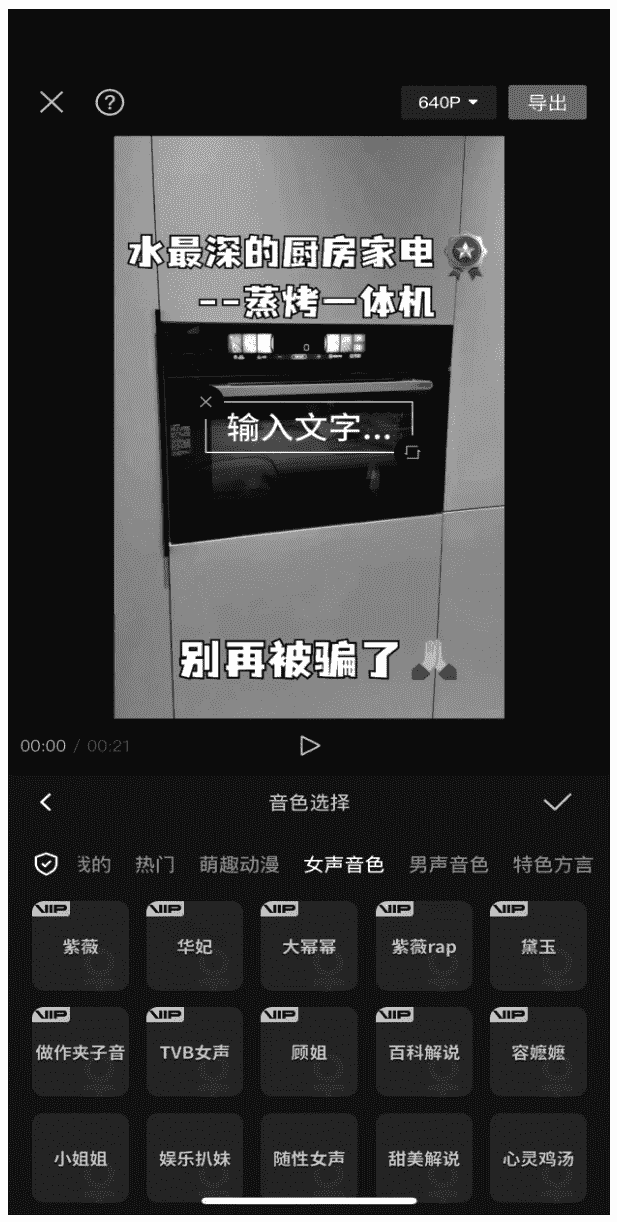 640P
导出
水最深的厨房家电
--蒸烤一体机
输入文字...
别再被骗了
00:00 / 00:21
音色选择
我的 热门 萌趣动漫 女声音色 男声音色 特色方言
VIP VIP VIP VIP VIP
紫薇 华妃 大幂幂 紫薇rap 黛玉
VIP VIP VIP VIP VIP
做作夹子音 TVB女声 顾姐 百科解说 容嬷嬷
小姐姐 娱乐扒妹 随性女声 甜美解说 心灵鸡汤